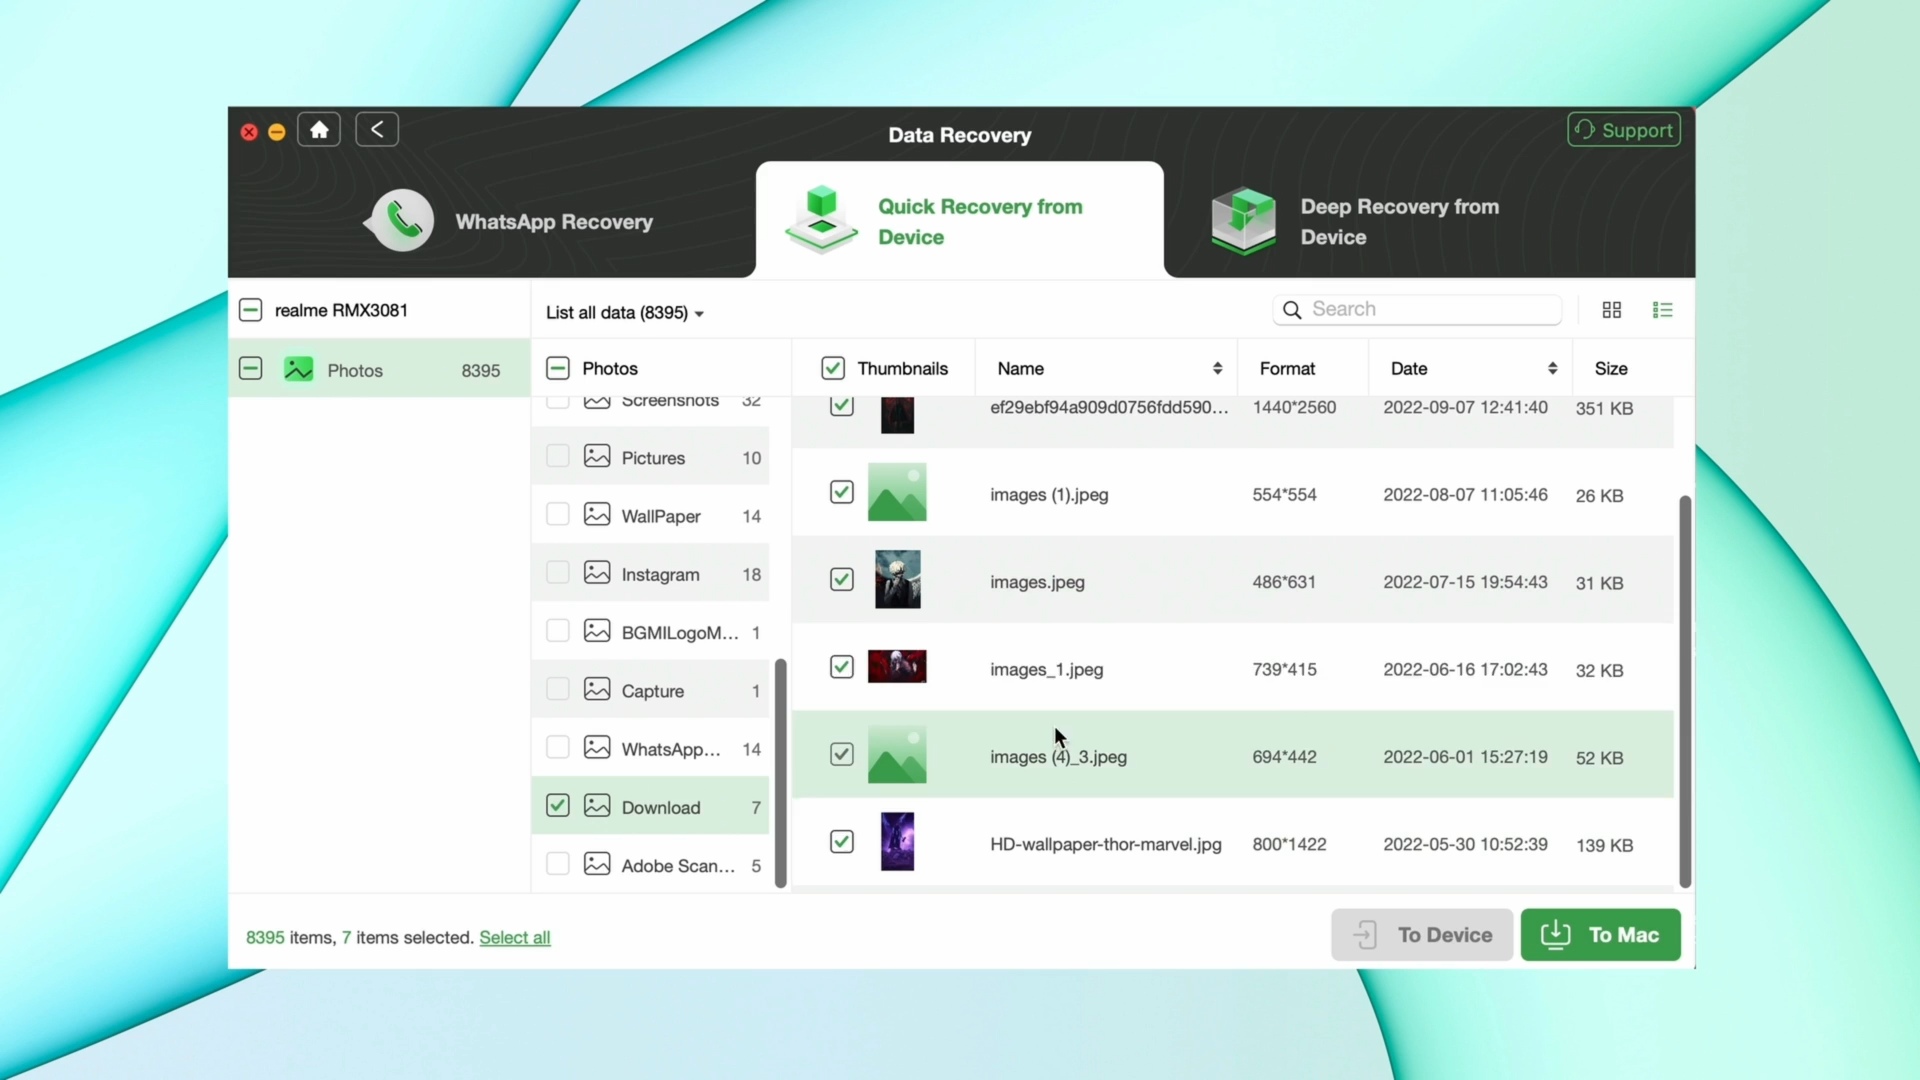 Data Recovery
Support
WhatsApp Recovery
Quick Recovery from
Device
Deep Recovery from
Device
realme RMX3081
List all data (8395)
Search
Photos 8395
Photos
Thumbnails Name Format Date Size
Screenshots 32
Pictures 10
WallPaper 14
Instagram 18
BGMILogoM... 1
Capture 1
WhatsApp... 14
Download 7
Adobe Scan... 5
ef29ebf94a909d0756fdd590... 1440*2560 2022-09-07 12:41:40 351 KB
images (1).jpeg 554*554 2022-08-07 11:05:46 26 KB
images.jpeg 486*631 2022-07-15 19:54:43 31 KB
images_1.jpeg 739*415 2022-06-16 17:02:43 32 KB
images (4)_3.jpeg 694*442 2022-06-01 15:27:19 52 KB
HD-wallpaper-thor-marvel.jpg 800*1422 2022-05-30 10:52:39 139 KB
8395 items, 7 items selected. Select all
To Device
To Mac